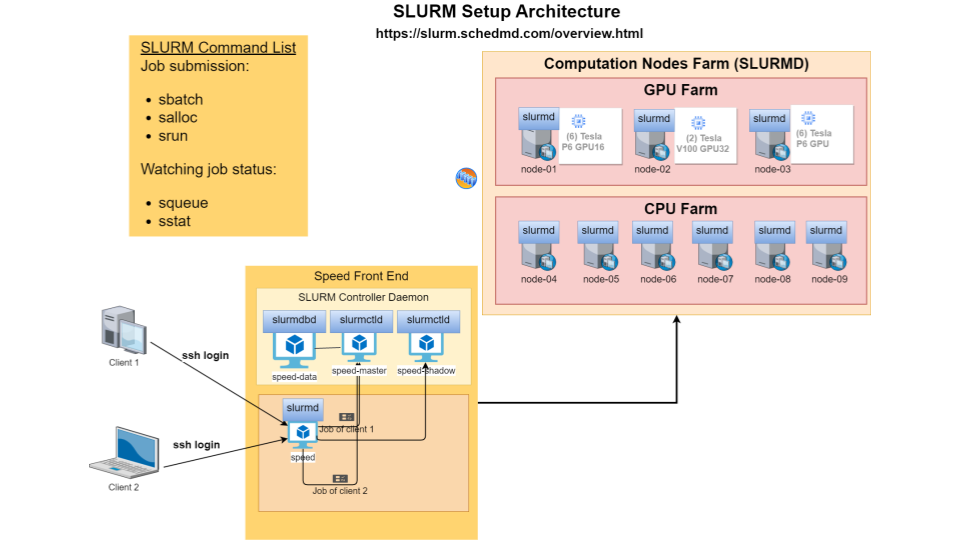 SLURM Setup Architecture
https://slurm.schedmd.com/overview.html
SLURM Command List
Job submission:
• sbatch
• salloc
• srun
Watching job status:
• squeue
• sstat
Computation Nodes Farm (SLURMD)
GPU Farm
slurmd
(6) Tesla
P6 GPU16
node-01
slurmd
(2) Tesla
V100 GPU32
node-02
slurmd
(6) Tesla
P6 GPU
node-03
CPU Farm
slurmd
slurmd
slurmd
slurmd
slurmd
slurmd
node-04
node-05
node-06
node-07
node-08
node-09
Speed Front End
SLURM Controller Daemon
slurmdbd
slurmctld
slurmctld
speed-data
speed-master
speed-shadow
Client 1
ssh login
slurmd
Job of client 1
speed
Job of client 2
ssh login
Client 2